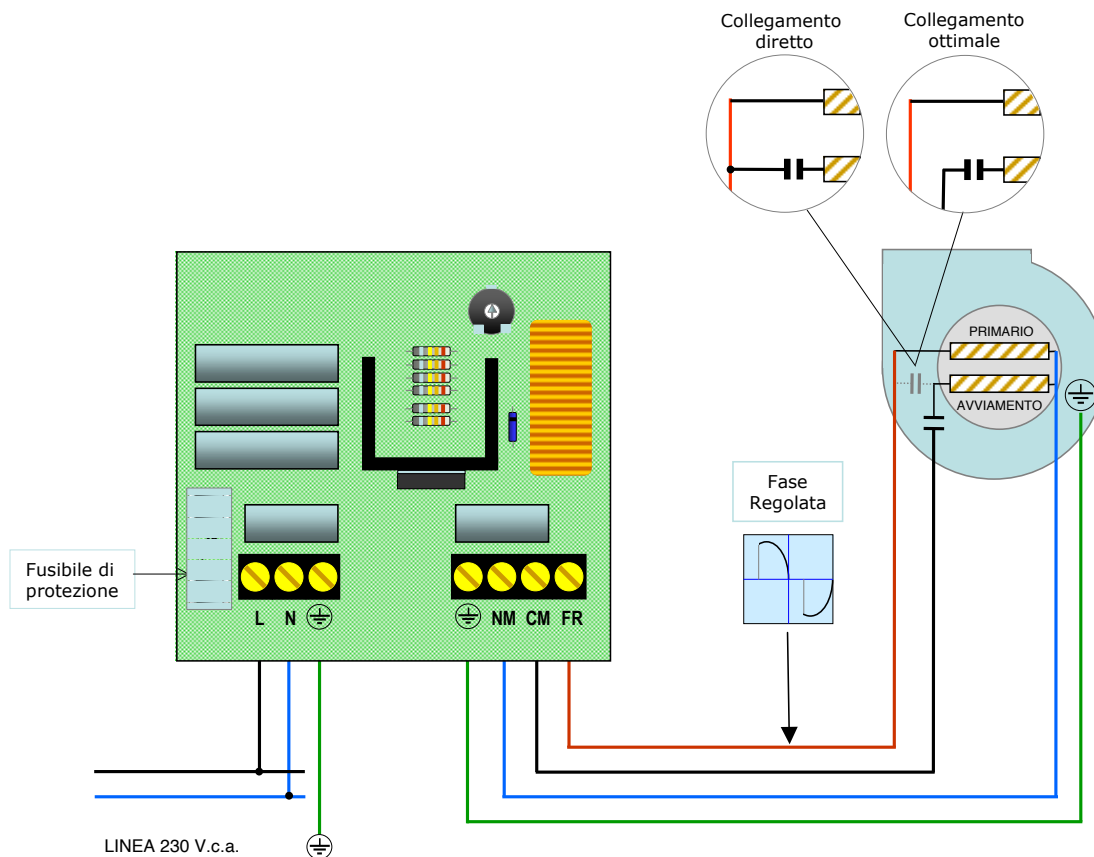 Collegamento
diretto
Collegamento
ottimale
PRIMARIO
AVVIAMENTO
Fase
Regolata
Fusibile di
protezione
L N
NM CM FR
LINEA 230 V.c.a.